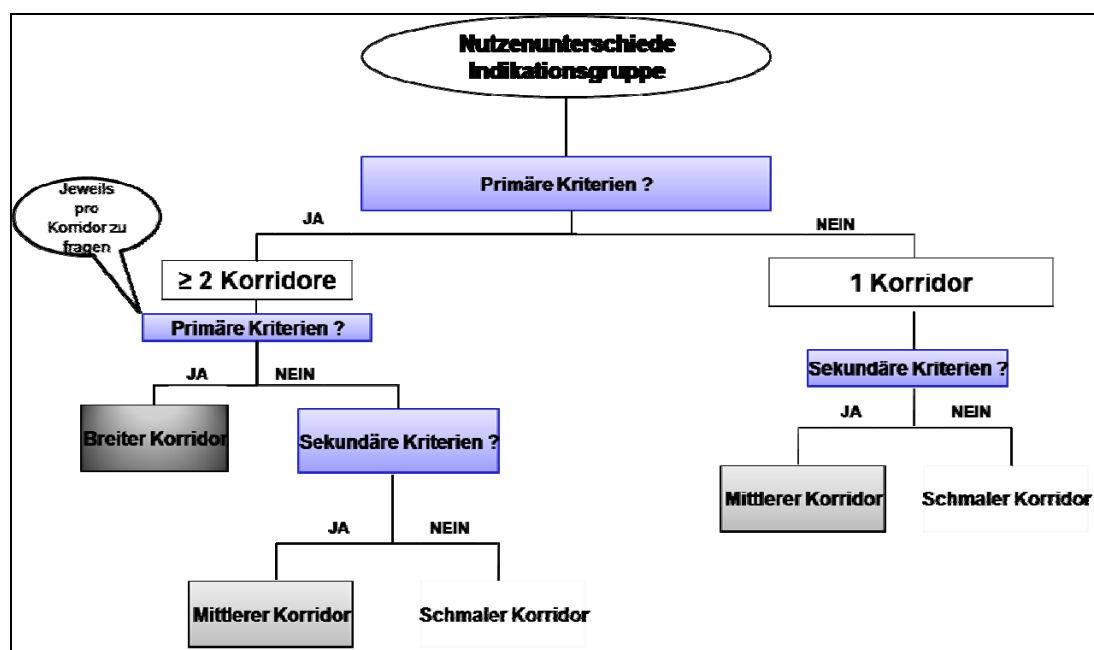 Nutzenunterschiede
Indikationsgruppe
Primäre Kriterien ?
Jeweils
pro
Korridor zu
fragen
JA
NEIN
≥ 2 Korridore
1 Korridor
Primäre Kriterien ?
Sekundäre Kriterien ?
JA
NEIN
JA
NEIN
Breiter Korridor
Sekundäre Kriterien ?
Mittlerer Korridor
Schmaler Korridor
JA
NEIN
Mittlerer Korridor
Schmaler Korridor